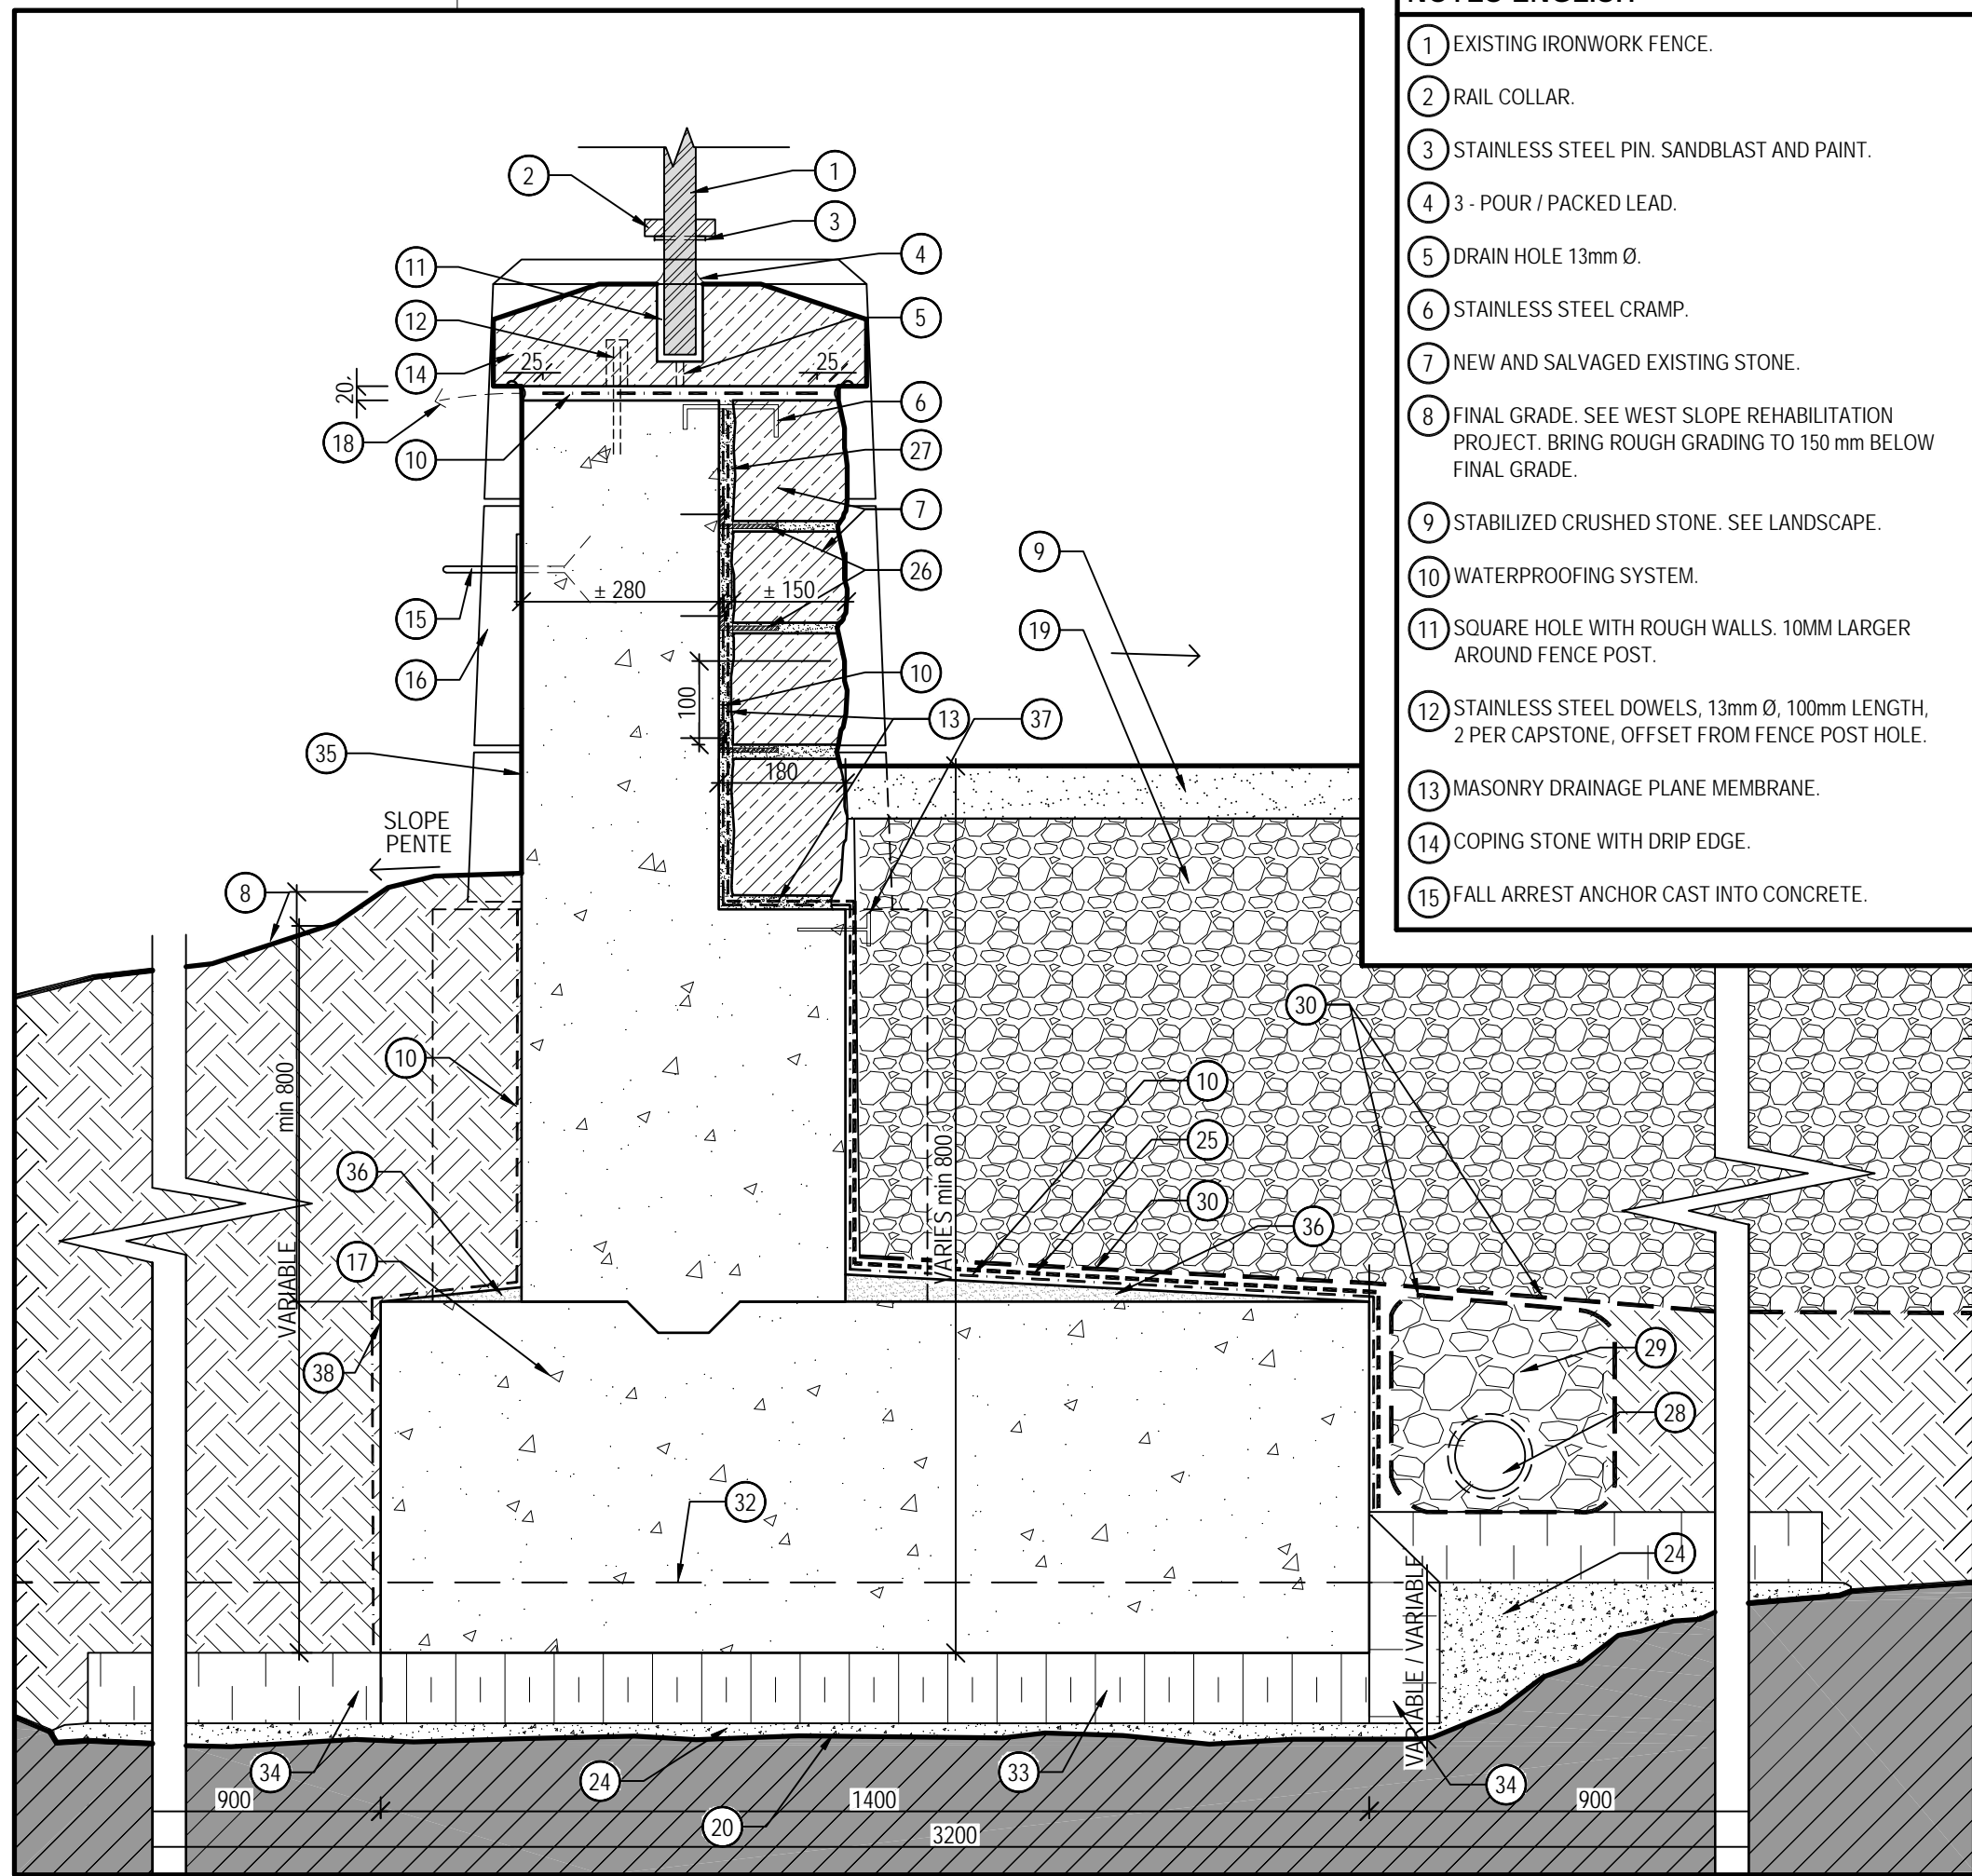 1 EXISTING IRONWORK FENCE.
2 RAIL COLLAR.
3 STAINLESS STEEL PIN. SANDBLAST AND PAINT.
4 3 - POUR / PACKED LEAD.
5 DRAIN HOLE 13mm Ø.
6 STAINLESS STEEL CRAMP.
7 NEW AND SALVAGED EXISTING STONE.
8 FINAL GRADE. SEE WEST SLOPE REHABILITATION
PROJECT. BRING ROUGH GRADING TO 150 mm BELOW
FINAL GRADE.
9 STABILIZED CRUSHED STONE. SEE LANDSCAPE.
10 WATERPROOFING SYSTEM.
11 SQUARE HOLE WITH ROUGH WALLS. 10MM LARGER
AROUND FENCE POST.
12 STAINLESS STEEL DOWELS, 13mm Ø, 100mm LENGTH,
2 PER CAPSTONE, OFFSET FROM FENCE POST HOLE.
13 MASONRY DRAINAGE PLANE MEMBRANE.
14 COPING STONE WITH DRIP EDGE.
15 FALL ARREST ANCHOR CAST INTO CONCRETE.
2
1
3
11
4
12
5
14
25
25
20
18
10
6
27
7
26
9
15
± 280
± 150
19
16
10
100
13
37
35
180
SLOPE
PENTE
8
30
10
min 800
10
25
36
VARIES min 800
30
36
17
VARIABLE
38
29
28
32
24
VARIABLE / VARIABLE
34
24
33
34
900
1400
900
20
3200